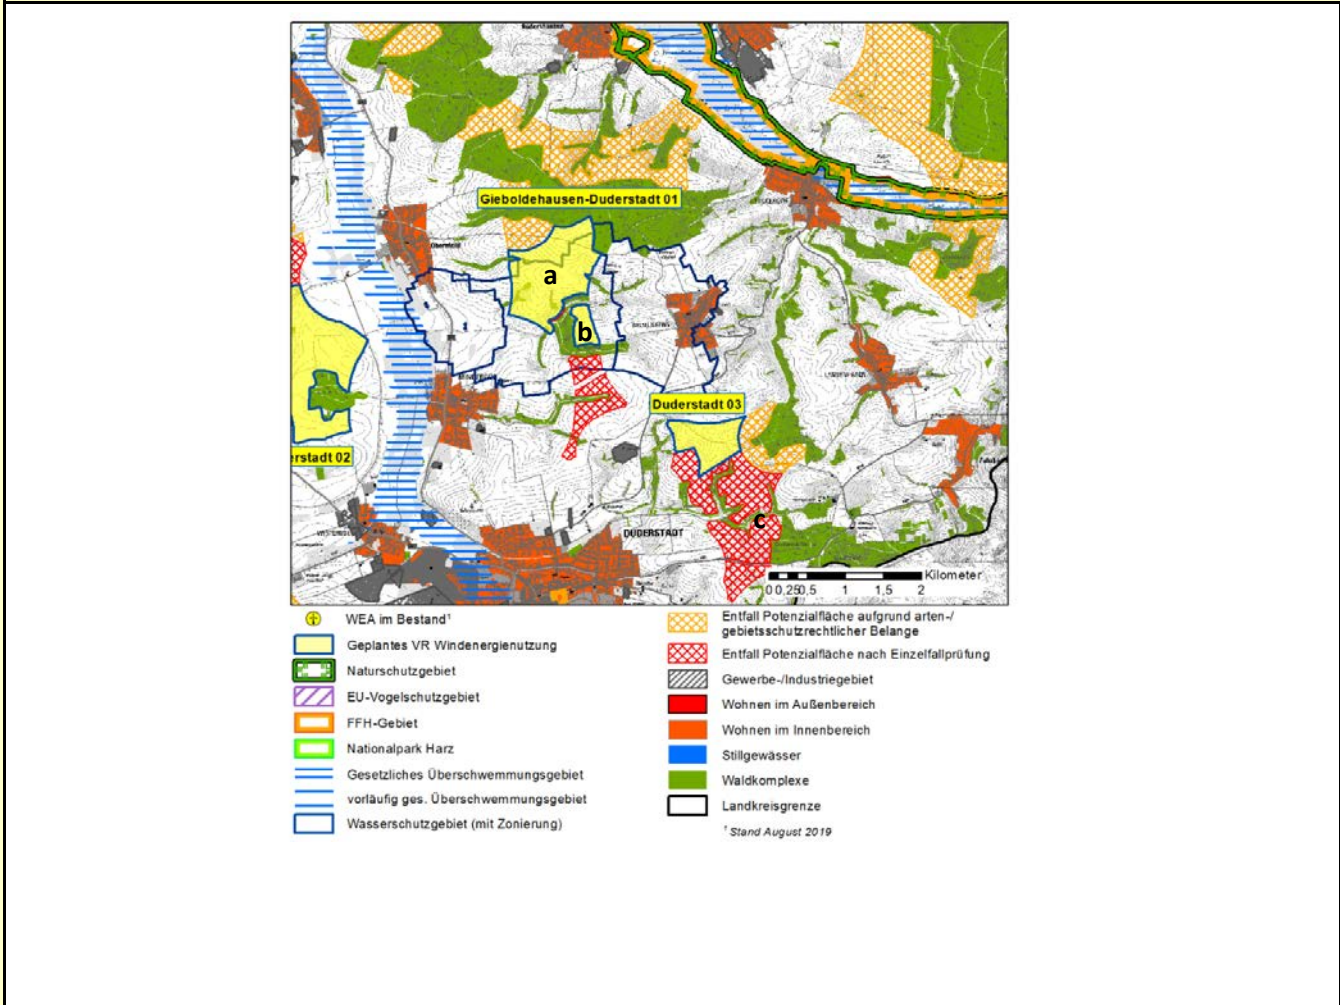 Gieboldehausen-Duderstadt 01
a
b
Duderstadt 03
erstadt 02
c
DUDERSTADT
Kilometer
0 0,25 0,5 1 1,5 2
WEA im Bestand¹
Geplantes VR Windenergienutzung
Naturschutzgebiet
EU-Vogelschutzgebiet
FFH-Gebiet
Nationalpark Harz
Gesetzliches Überschwemmungsgebiet
vorläufig ges. Überschwemmungsgebiet
Wasserschutzgebiet (mit Zonierung)
Entfall Potenzialfläche aufgrund arten-/
gebietsschutzrechtlicher Belange
Entfall Potenzialfläche nach Einzelfallprüfung
Gewerbe-/Industriegebiet
Wohnen im Außenbereich
Wohnen im Innenbereich
Stillgewässer
Waldkomplexe
Landkreisgrenze
¹ Stand August 2019